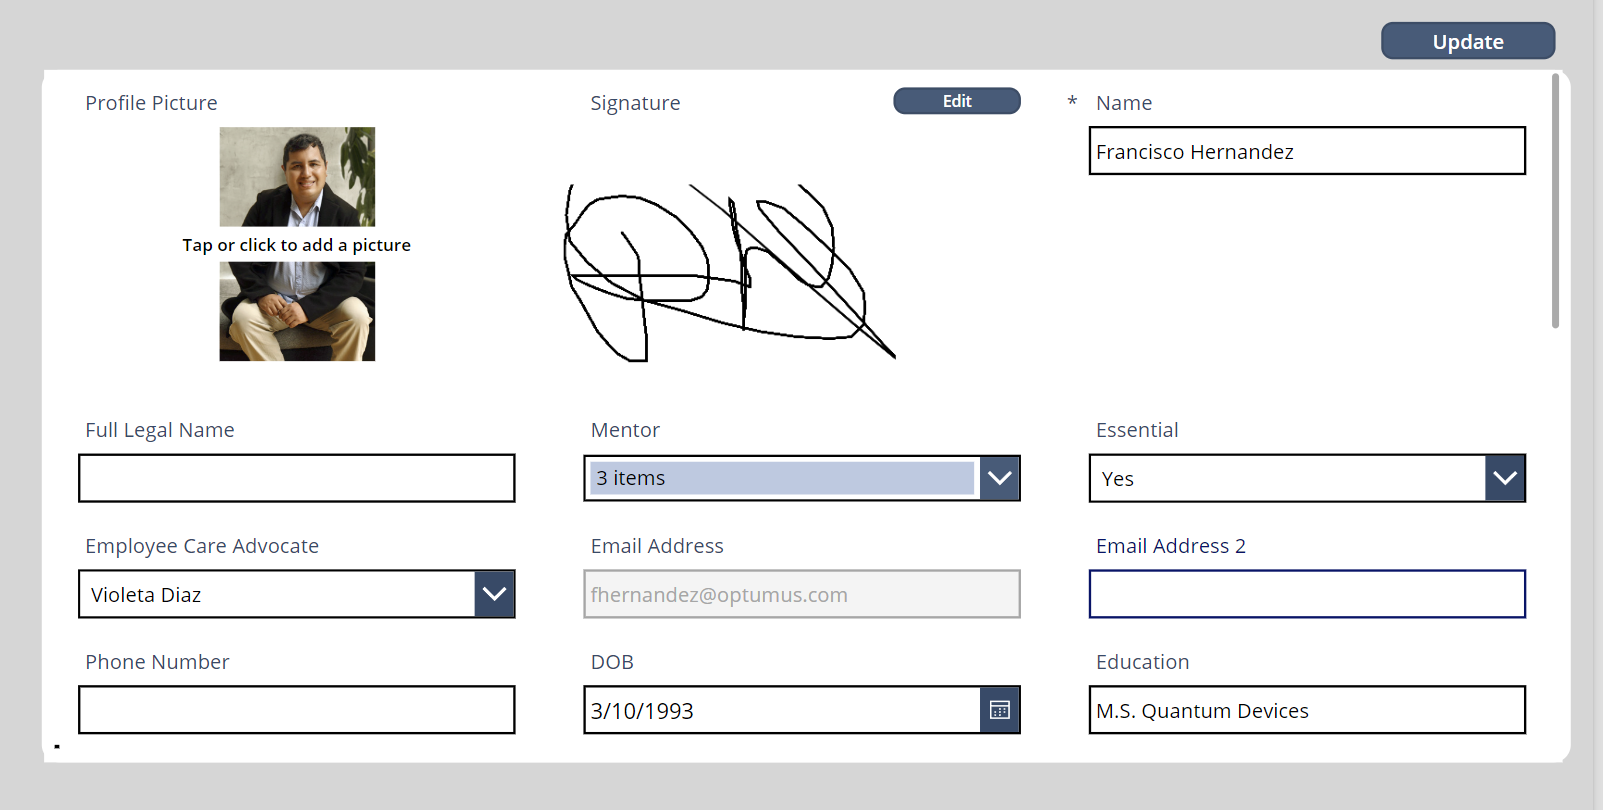 Update
Profile Picture
Signature
Edit
* Name
Tap or click to add a picture
Francisco Hernandez
Full Legal Name
Mentor
Essential
3 items
Yes
Employee Care Advocate
Email Address
Email Address 2
Violeta Diaz
fhernandez@optumus.com
Phone Number
DOB
Education
3/10/1993
M.S. Quantum Devices